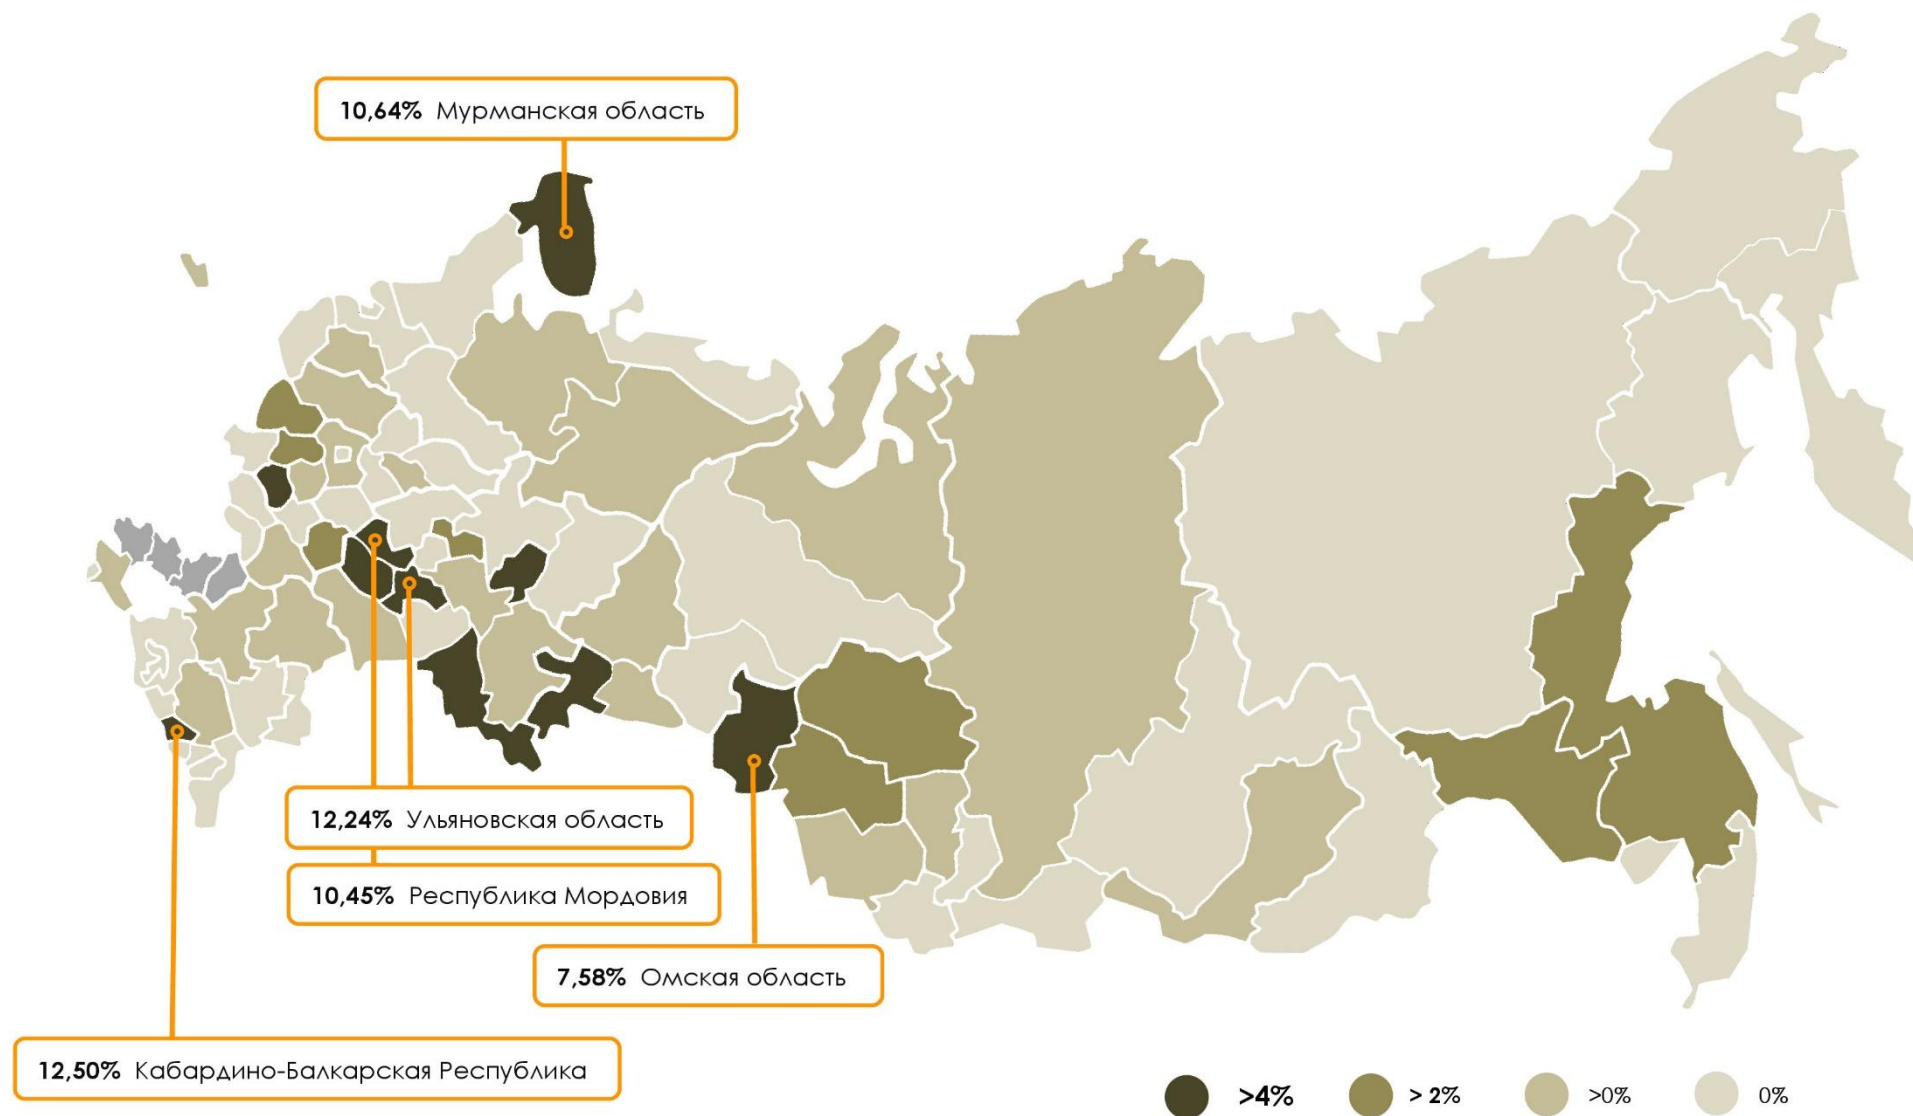 10,64% Мурманская область
12,24% Ульяновская область
10,45% Республика Мордовия
7,58% Омская область
12,50% Кабардино-Балкарская Республика
>4% > 2% >0% 0%